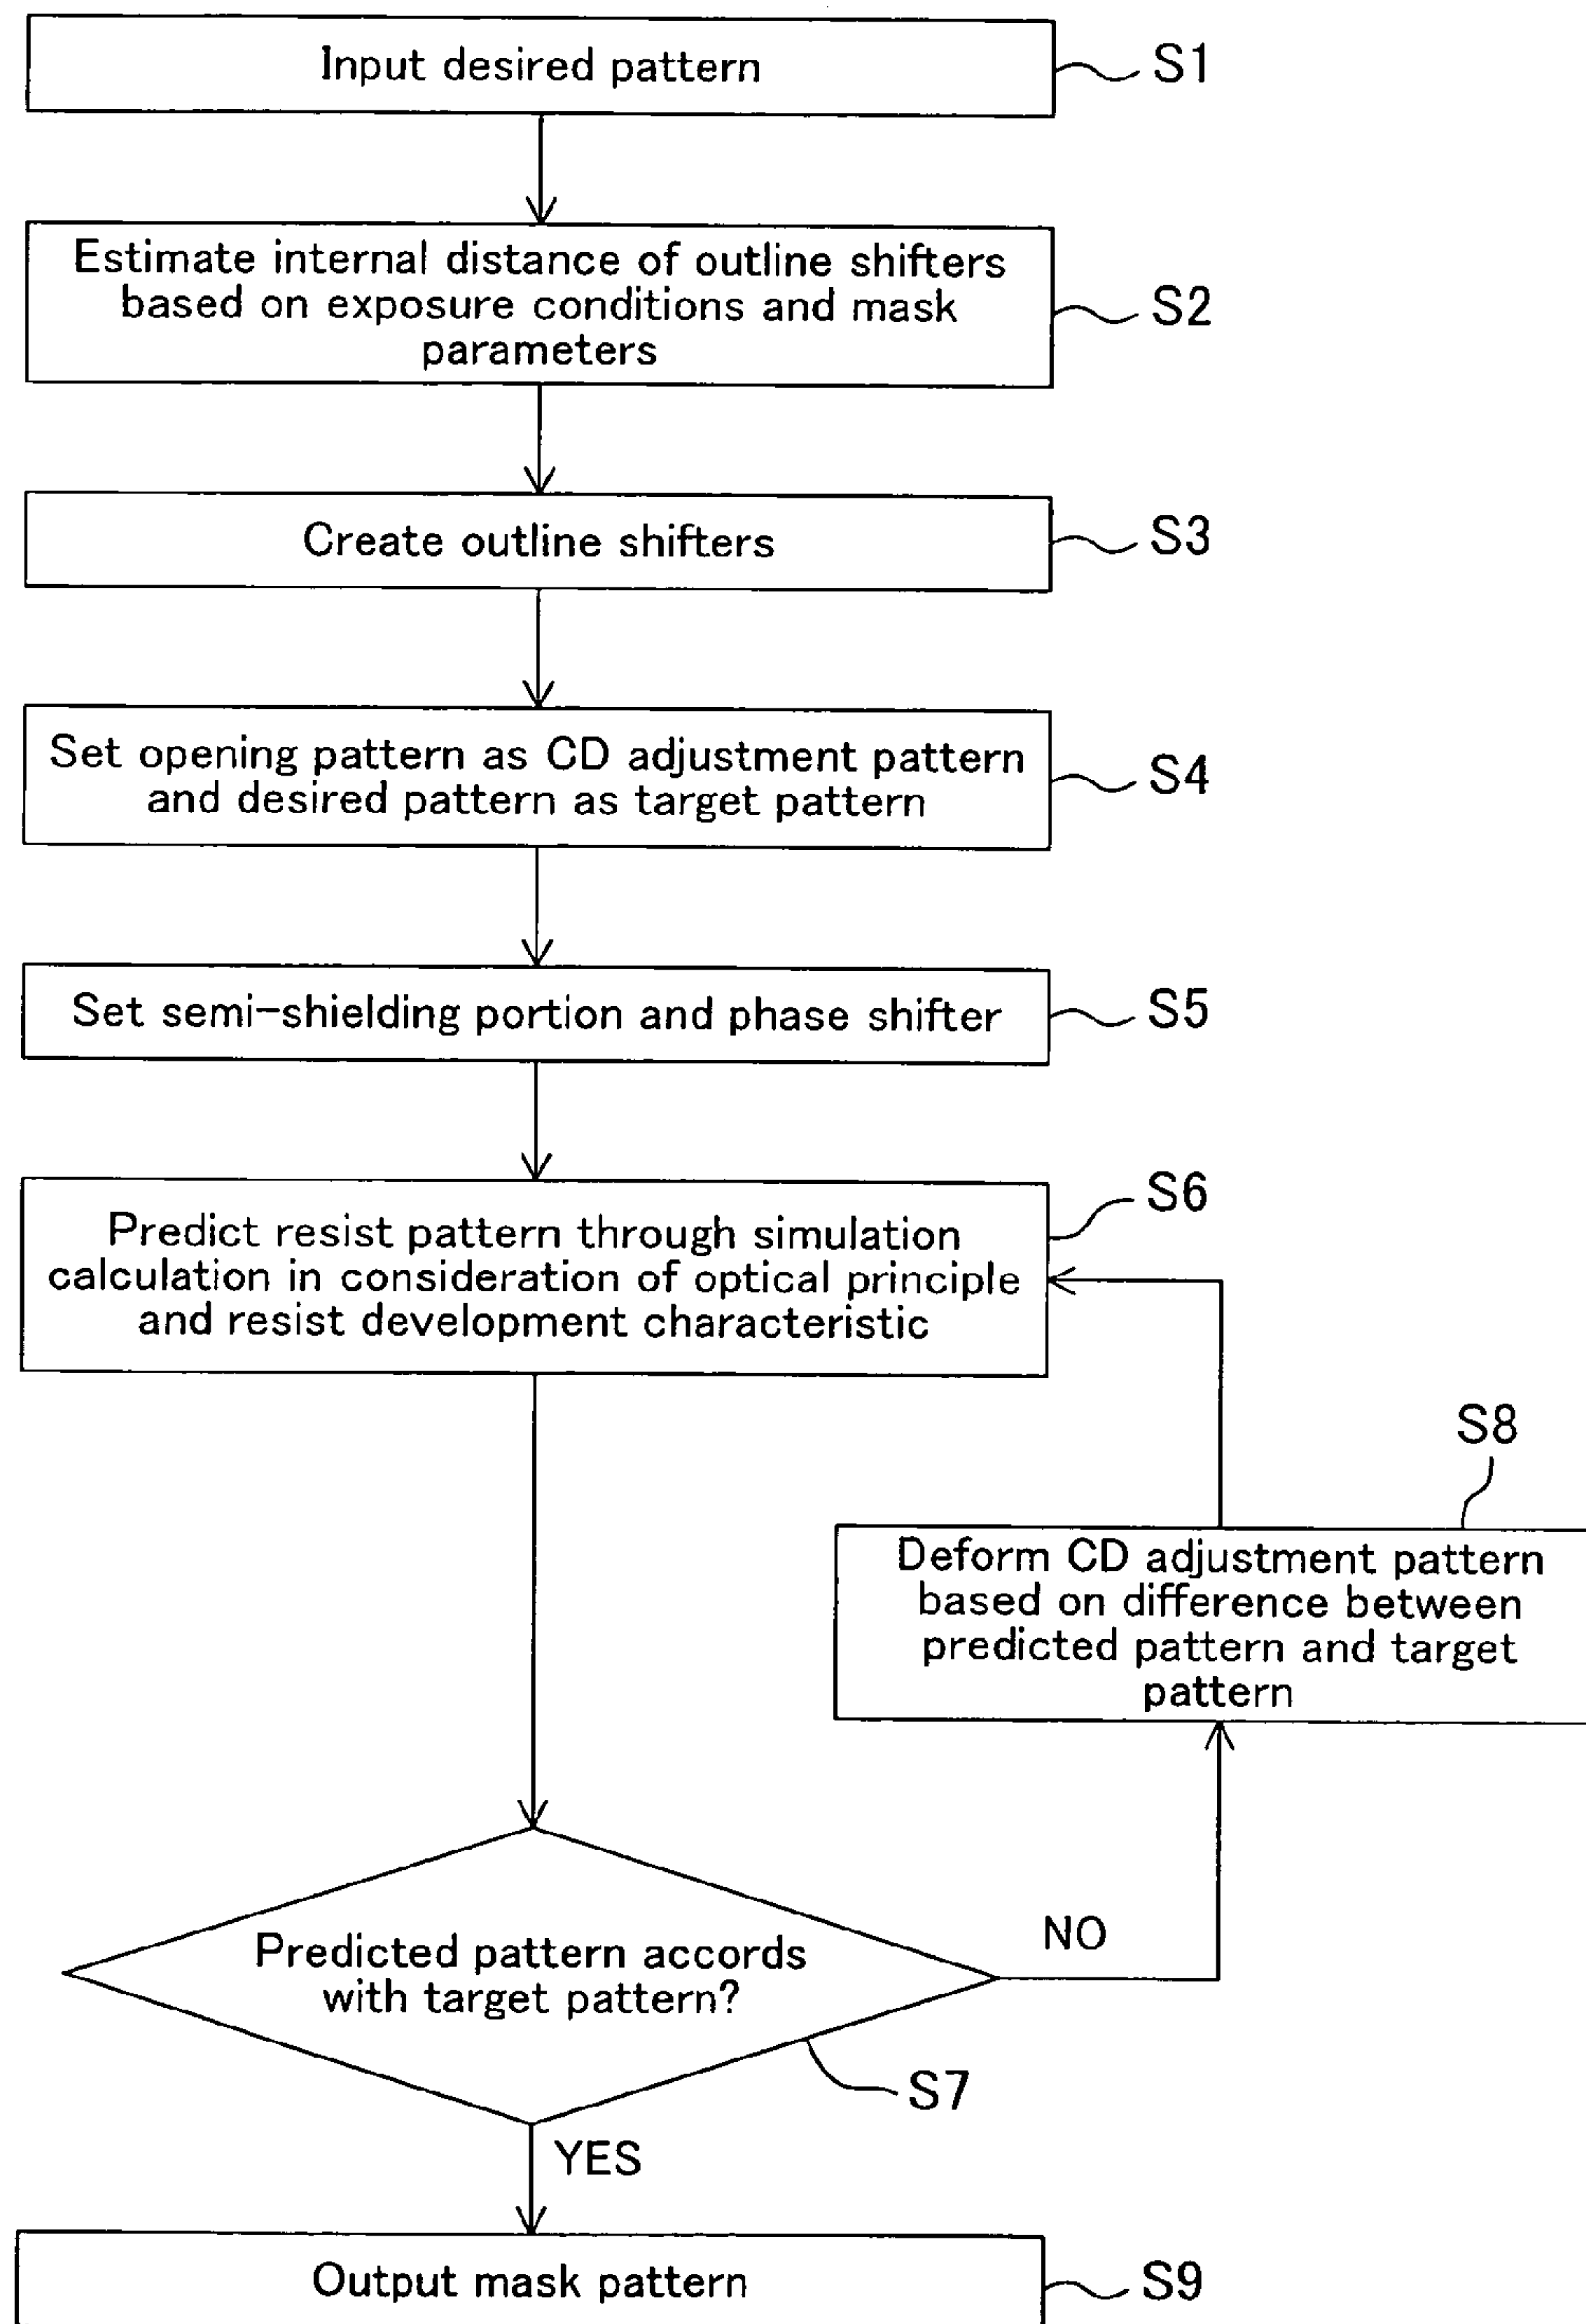 Input desired pattern
S1
Estimate internal distance of outline shifters
based on exposure conditions and mask
parameters
S2
Create outline shifters
S3
Set opening pattern as CD adjustment pattern
and desired pattern as target pattern
S4
Set semi-shielding portion and phase shifter
S5
Predict resist pattern through simulation
calculation in consideration of optical principle
and resist development characteristic
S6
S8
Deform CD adjustment pattern
based on difference between
predicted pattern and target
pattern
Predicted pattern accords
with target pattern?
NO
S7
YES
Output mask pattern
S9